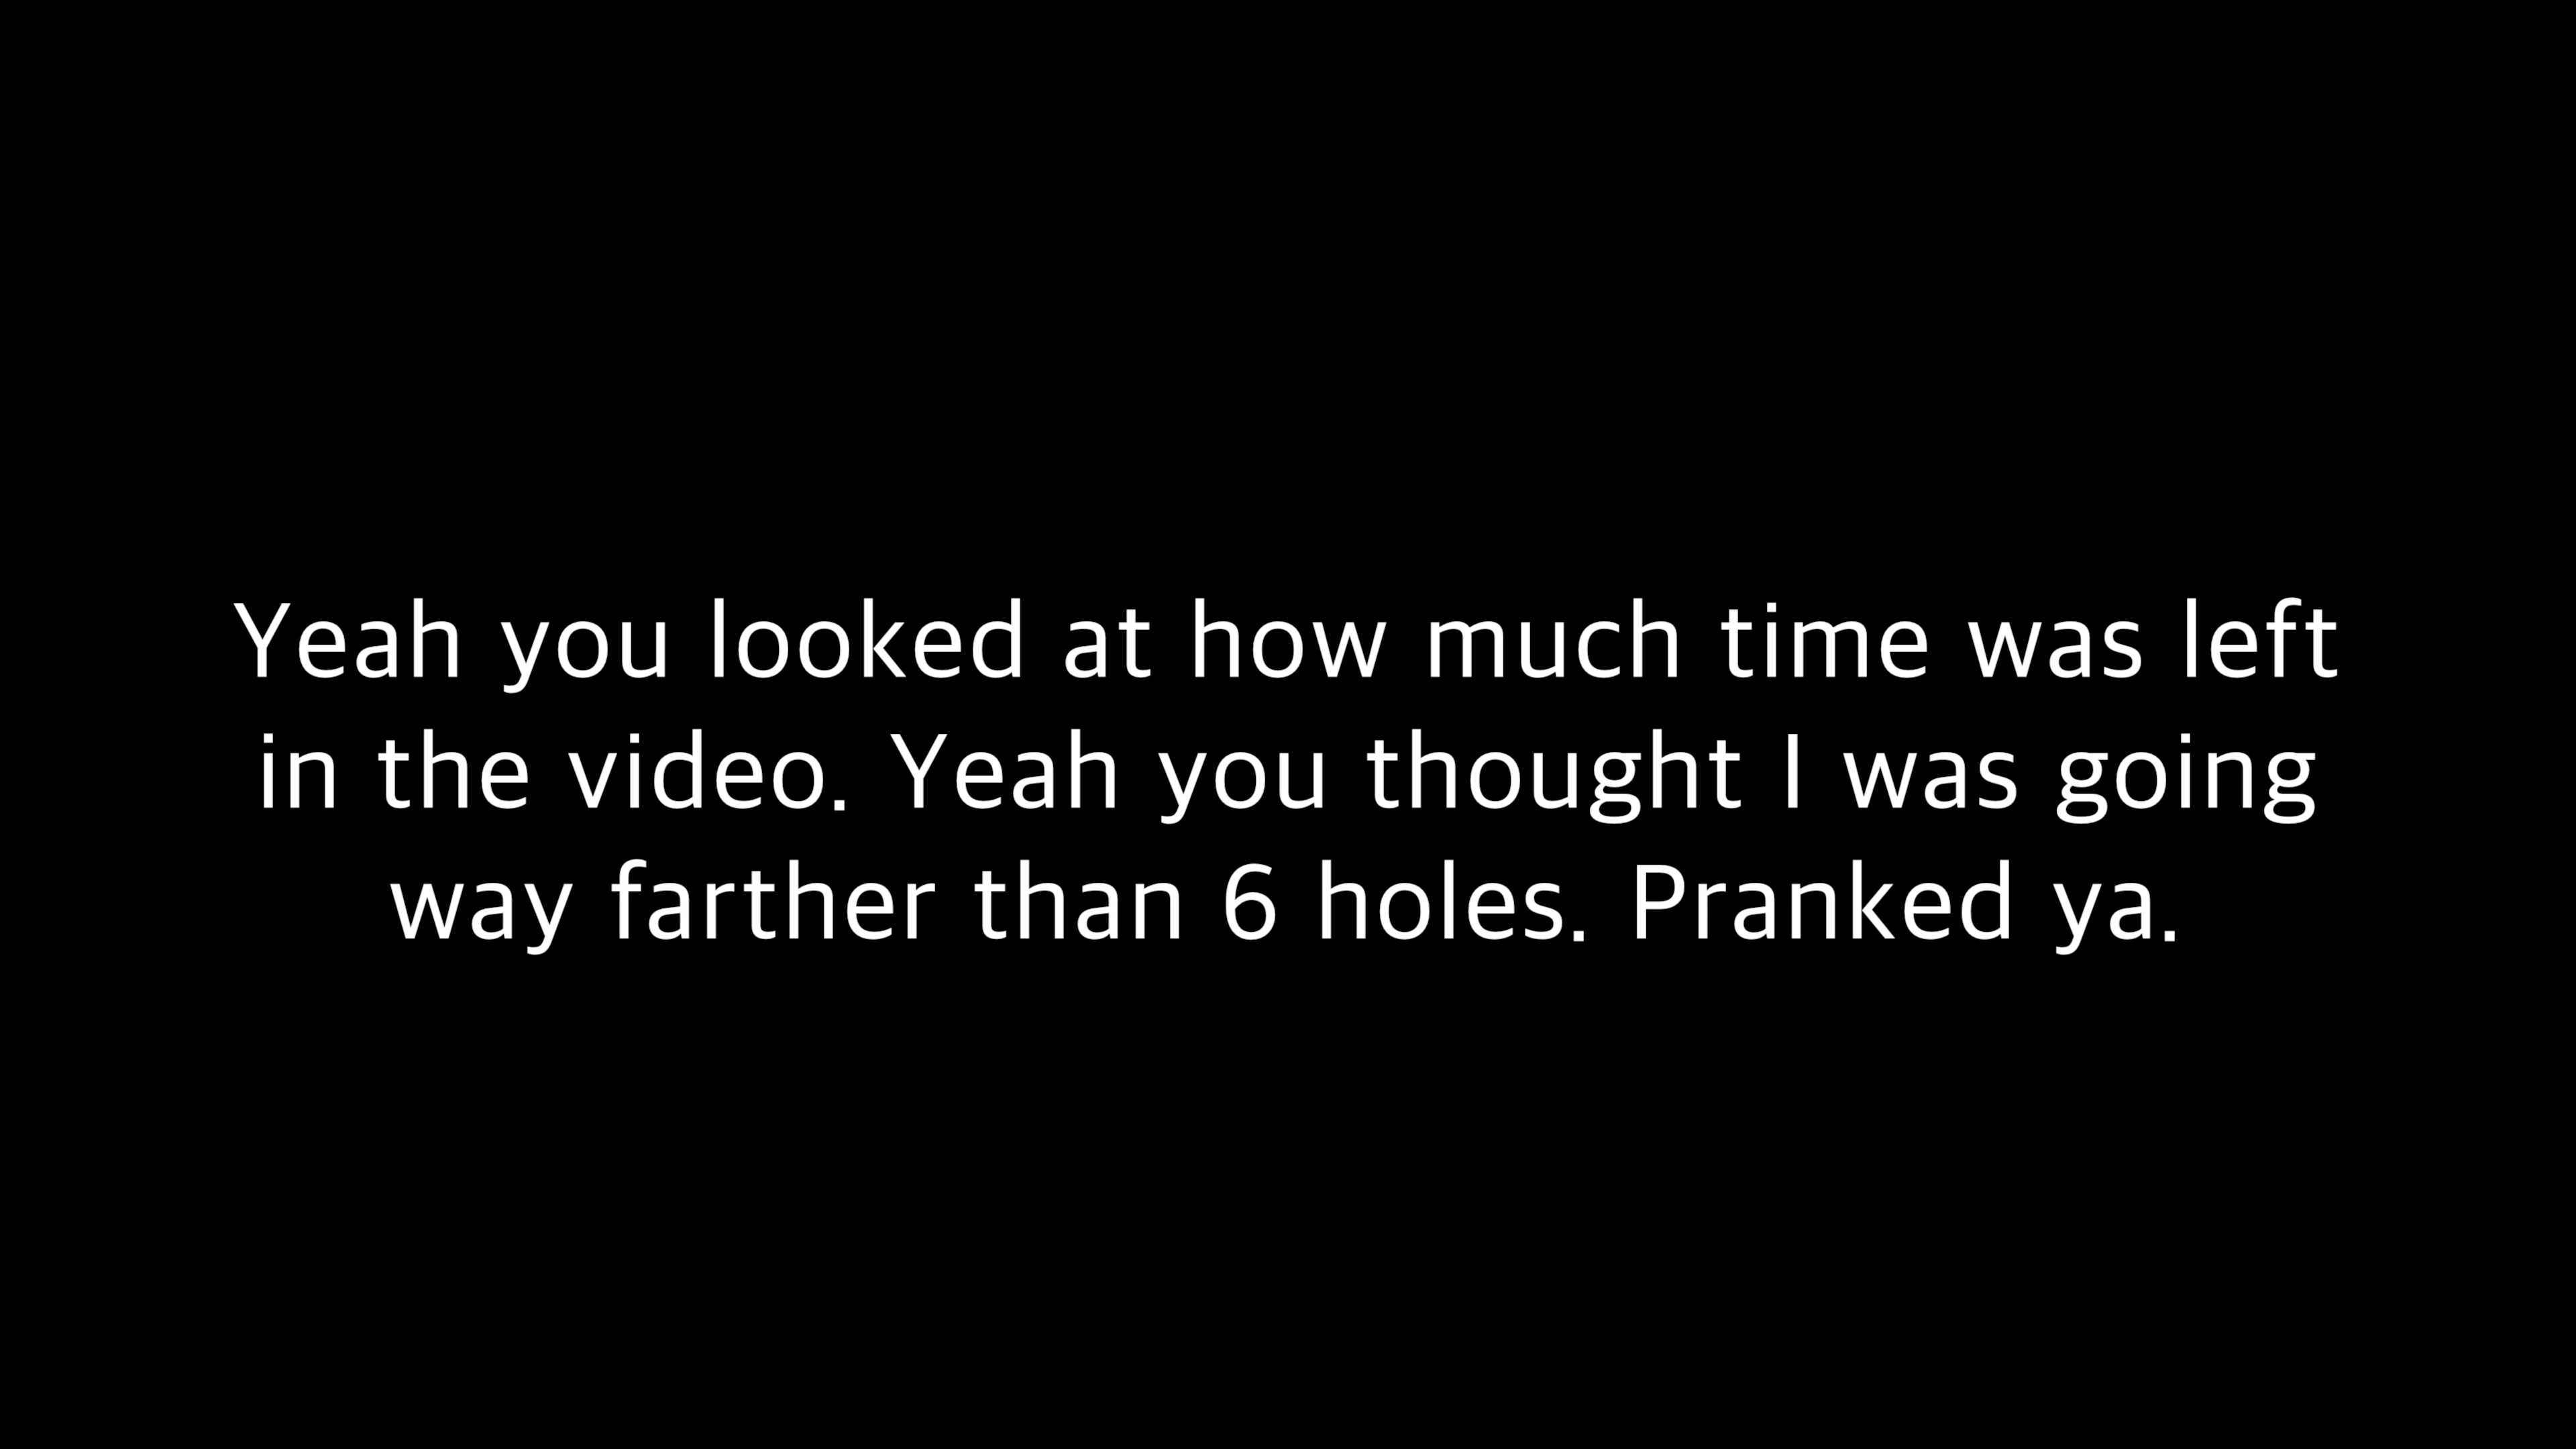 Yeah you looked at how much time was left
in the video. Yeah you thought I was going
way farther than 6 holes. Pranked ya.